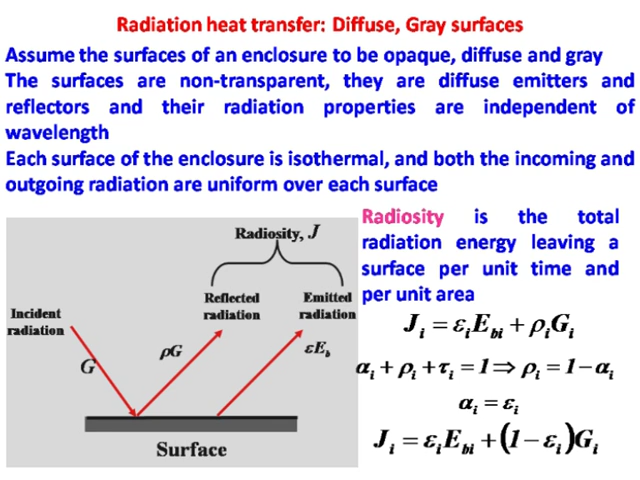 Radiation heat transfer: Diffuse, Gray surfaces
Assume the surfaces of an enclosure to be opaque, diffuse and gray
The surfaces are non-transparent, they are diffuse emitters and
reflectors and their radiation properties are independent of
wavelength
Each surface of the enclosure is isothermal, and both the incoming and
outgoing radiation are uniform over each surface
Radiosity, J
Reflected
radiation
Emitted
radiation
Incident
radiation
G
ρG
εE_b
Surface
Radiosity is the total
radiation energy leaving a
surface per unit time and
per unit area
J_i = ε_i E_bi + ρ_i G_i
α_i + ρ_i + τ_i = 1 ⇒ ρ_i = 1 − α_i
α_i = ε_i
J_i = ε_i E_bi + (1 − ε_i) G_i